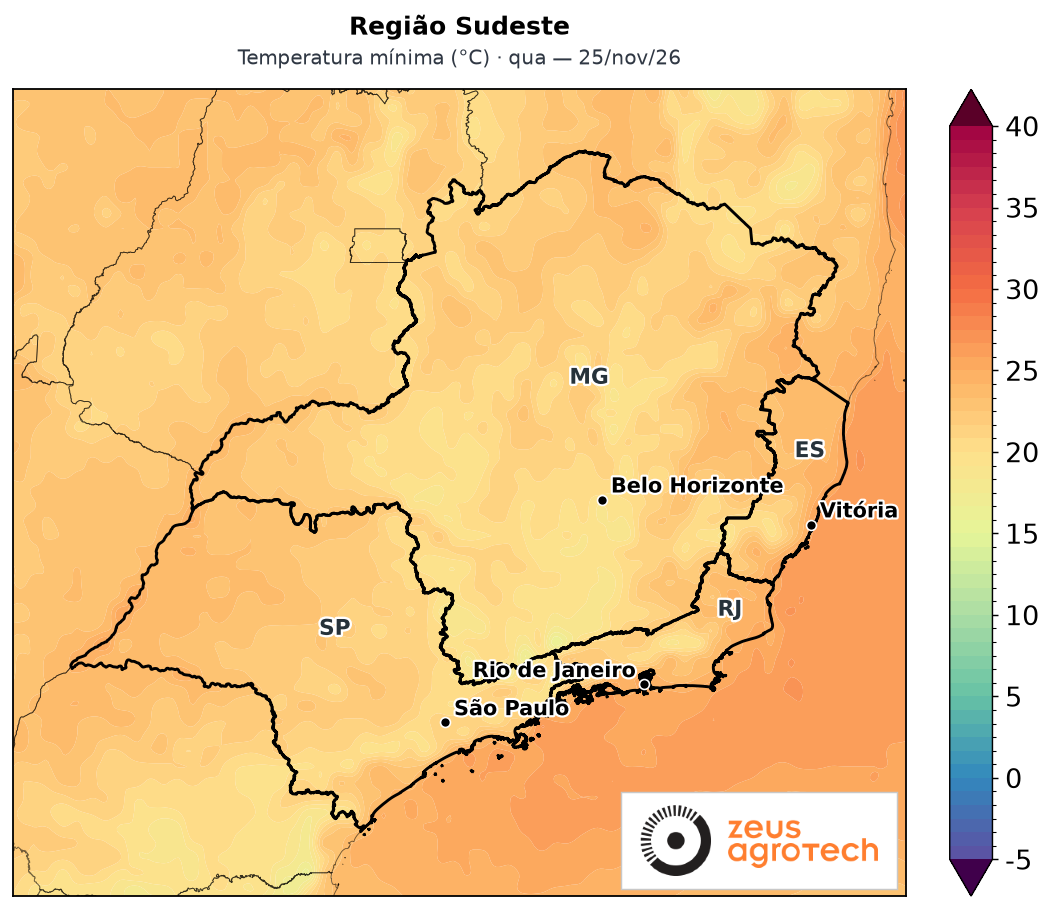 Região Sudeste
Temperatura mínima (°C) · qua — 25/nov/26
40
35
30
25
20
15
10
5
0
-5
MG
ES
Belo Horizonte
Vitória
RJ
SP
Rio de Janeiro
São Paulo
zeus
agrotech